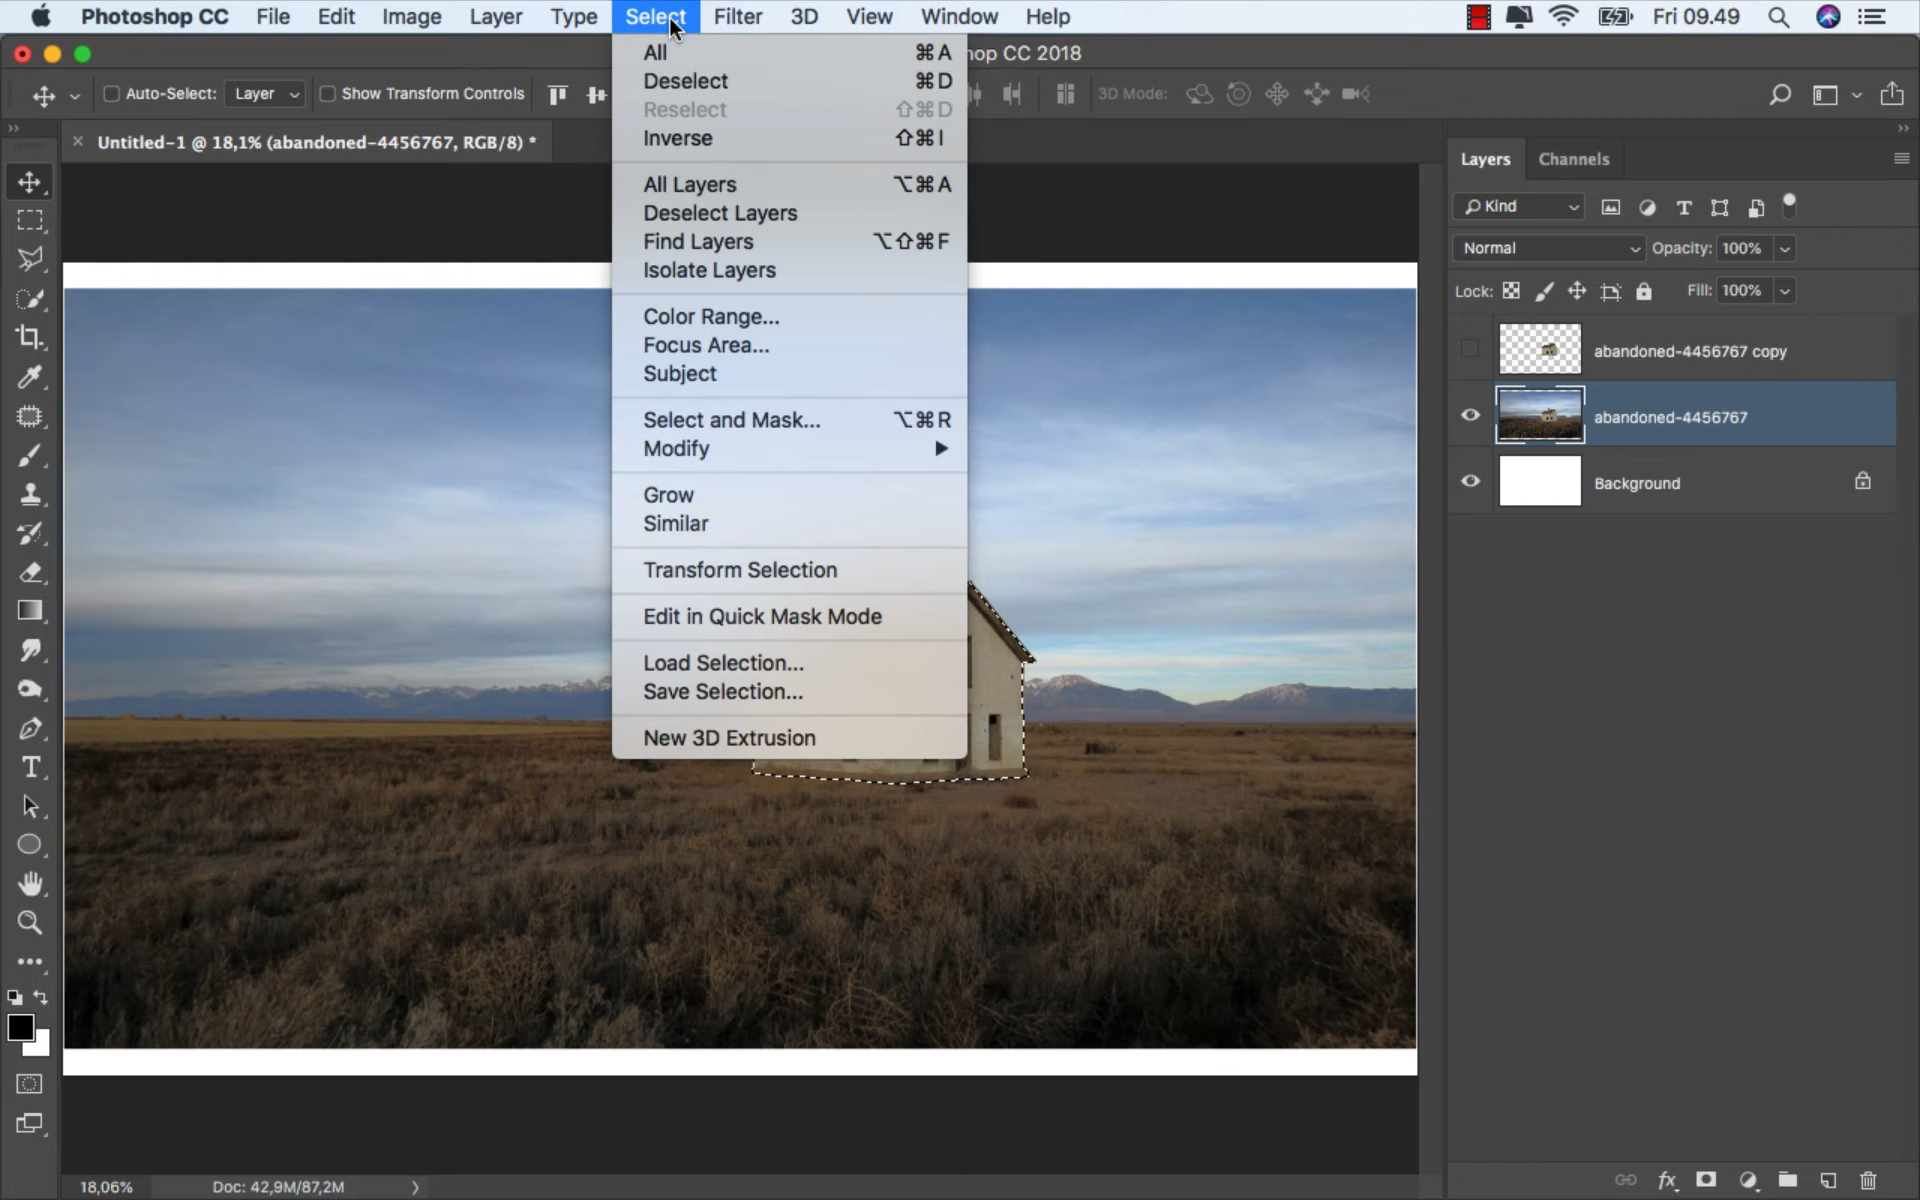 Photoshop CC File Edit Image Layer Type Select Filter 3D View Window Help Fri 09.49
hop CC 2018
Auto-Select: Layer Show Transform Controls 3D Mode:
Untitled-1 @ 18,1% (abandoned-4456767, RGB/8) *
All ⌘A
Deselect ⌘D
Reselect ⇧⌘D
Inverse ⇧⌘I
All Layers ⌥⌘A
Deselect Layers
Find Layers ⌥⇧⌘F
Isolate Layers
Color Range...
Focus Area...
Subject
Select and Mask... ⌥⌘R
Modify
Grow
Similar
Transform Selection
Edit in Quick Mask Mode
Load Selection...
Save Selection...
New 3D Extrusion
Layers Channels
Kind
Normal Opacity: 100%
Lock: Fill: 100%
abandoned-4456767 copy
abandoned-4456767
Background
18,06% Doc: 42,9M/87,2M